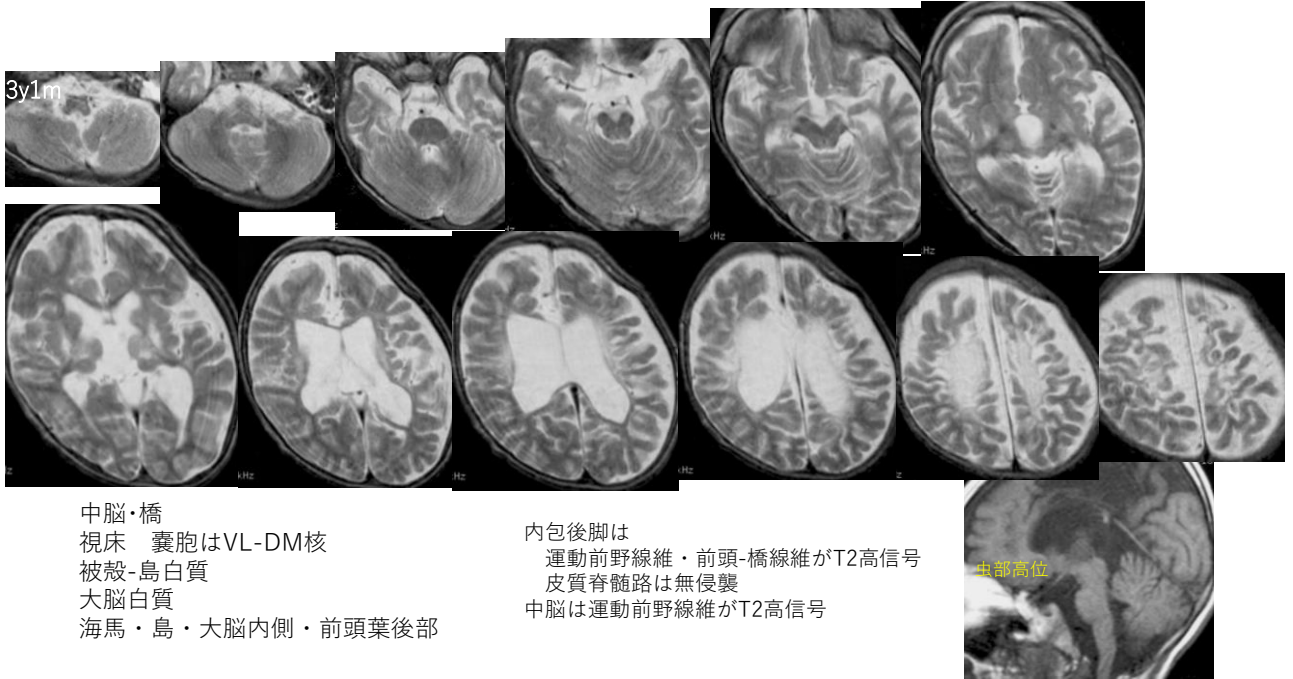 3y1m
kHz
kHz
kHz
kHz
中脳・橋
視床　嚢胞はVL-DM核
被殻-島白質
大脳白質
海馬・島・大脳内側・前頭葉後部
内包後脚は
運動前野線維・前頭-橋線維がT2高信号
皮質脊髄路は無侵襲
中脳は運動前野線維がT2高信号
虫部高位